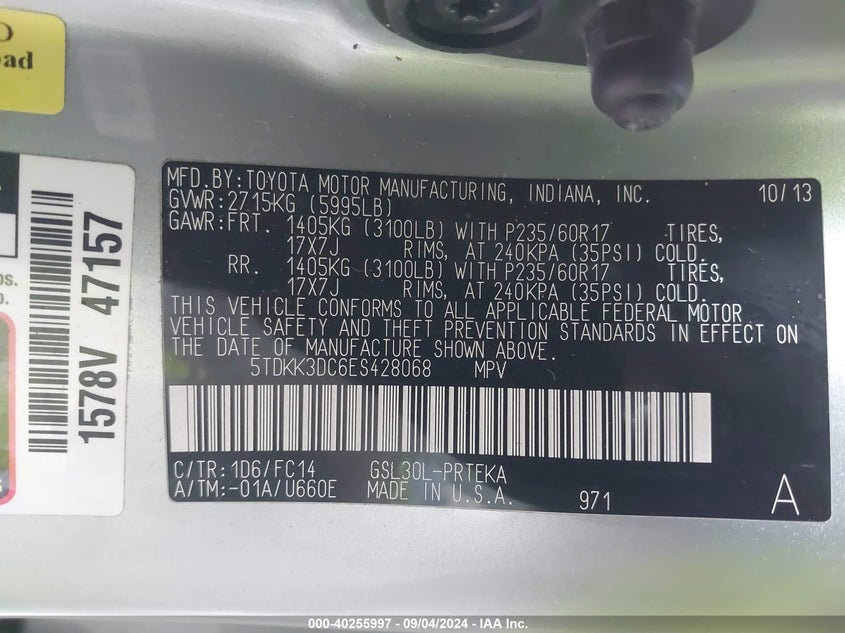 MFD.BY:TOYOTA MOTOR MANUFACTURING, INDIANA, INC. 10/13
GVWR:2715KG (5995LB)
GAWR:FRT. 1405KG (3100LB) WITH P235/60R17 TIRES,
17X7J RIMS, AT 240KPA (35PSI) COLD.
RR. 1405KG (3100LB) WITH P235/60R17 TIRES,
17X7J RIMS, AT 240KPA (35PSI) COLD.
THIS VEHICLE CONFORMS TO ALL APPLICABLE FEDERAL MOTOR
VEHICLE SAFETY AND THEFT PREVENTION STANDARDS IN EFFECT ON
THE DATE OF MANUFACTURE SHOWN ABOVE.
5TDKK3DC6ES428068 MPV
C/TR:1D6/FC14 GSL30L-PRTEKA
A/TM:-01A/U660E MADE IN U.S.A. 971 A
1578V 47157
000-40255997 - 09/04/2024 - IAA Inc.